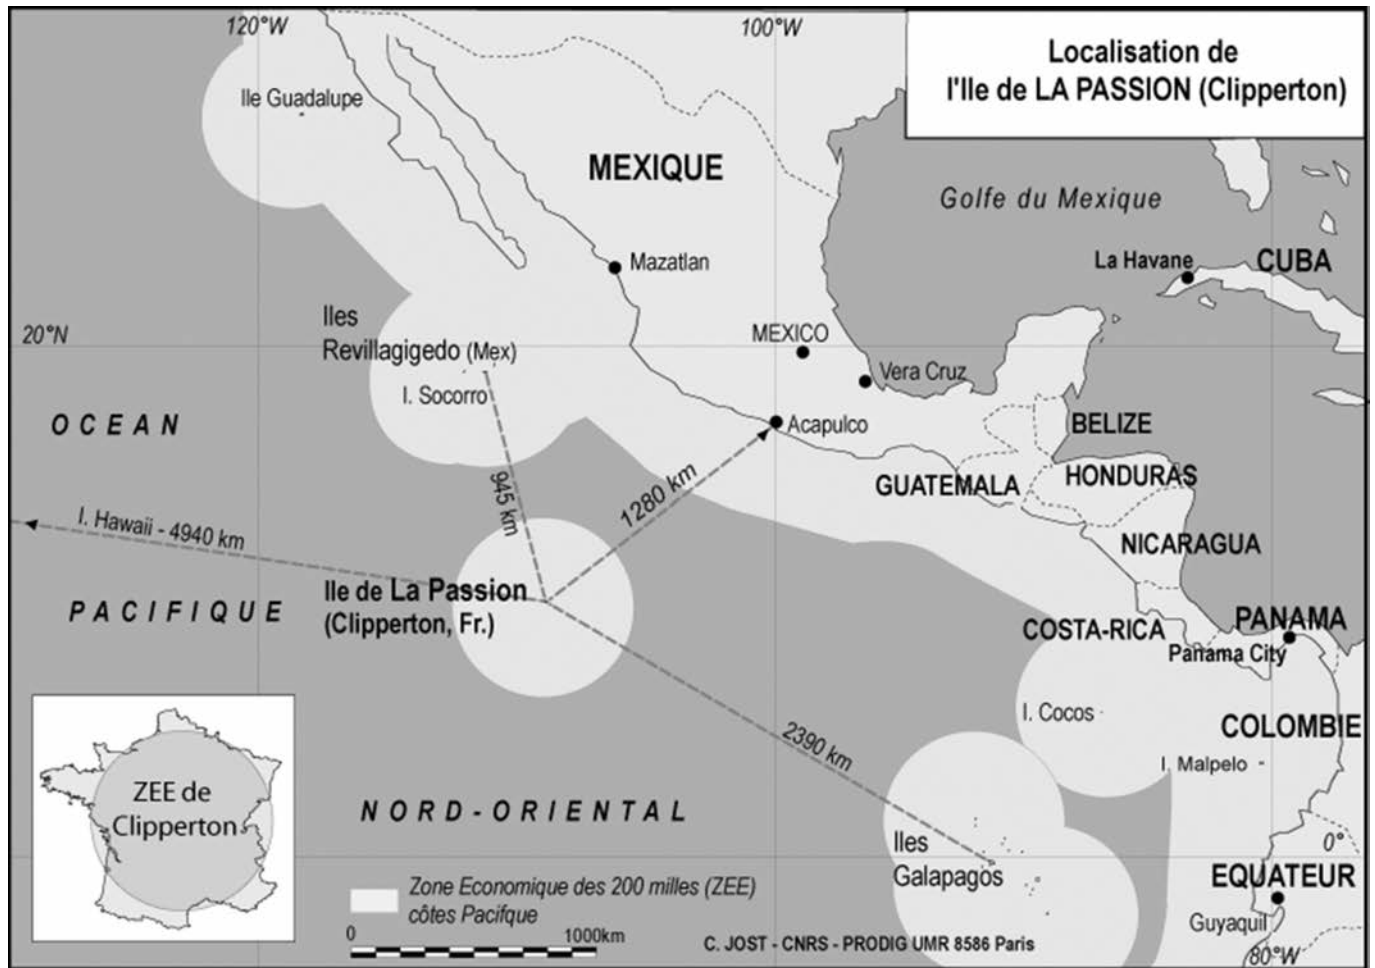 120°W
100°W
Localisation de
l'Ile de LA PASSION (Clipperton)
Ile Guadalupe
MEXIQUE
Golfe du Mexique
Mazatlan
La Havane
CUBA
Iles
Revillagigedo (Mex)
20°N
MEXICO
Vera Cruz
I. Socorro
OCEAN
Acapulco
BELIZE
945 km
1280 km
GUATEMALA
HONDURAS
I. Hawaii - 4940 km
NICARAGUA
Ile de La Passion
(Clipperton, Fr.)
PACIFIQUE
COSTA-RICA
PANAMA
Panama City
I. Cocos
COLOMBIE
2390 km
I. Malpelo
ZEE de
Clipperton
NORD-ORIENTAL
Iles
Galapagos
0°
EQUATEUR
Zone Economique des 200 milles (ZEE)
côtes Pacifque
Guyaquil
0
1000km
C. JOST - CNRS - PRODIG UMR 8586 Paris
80°W